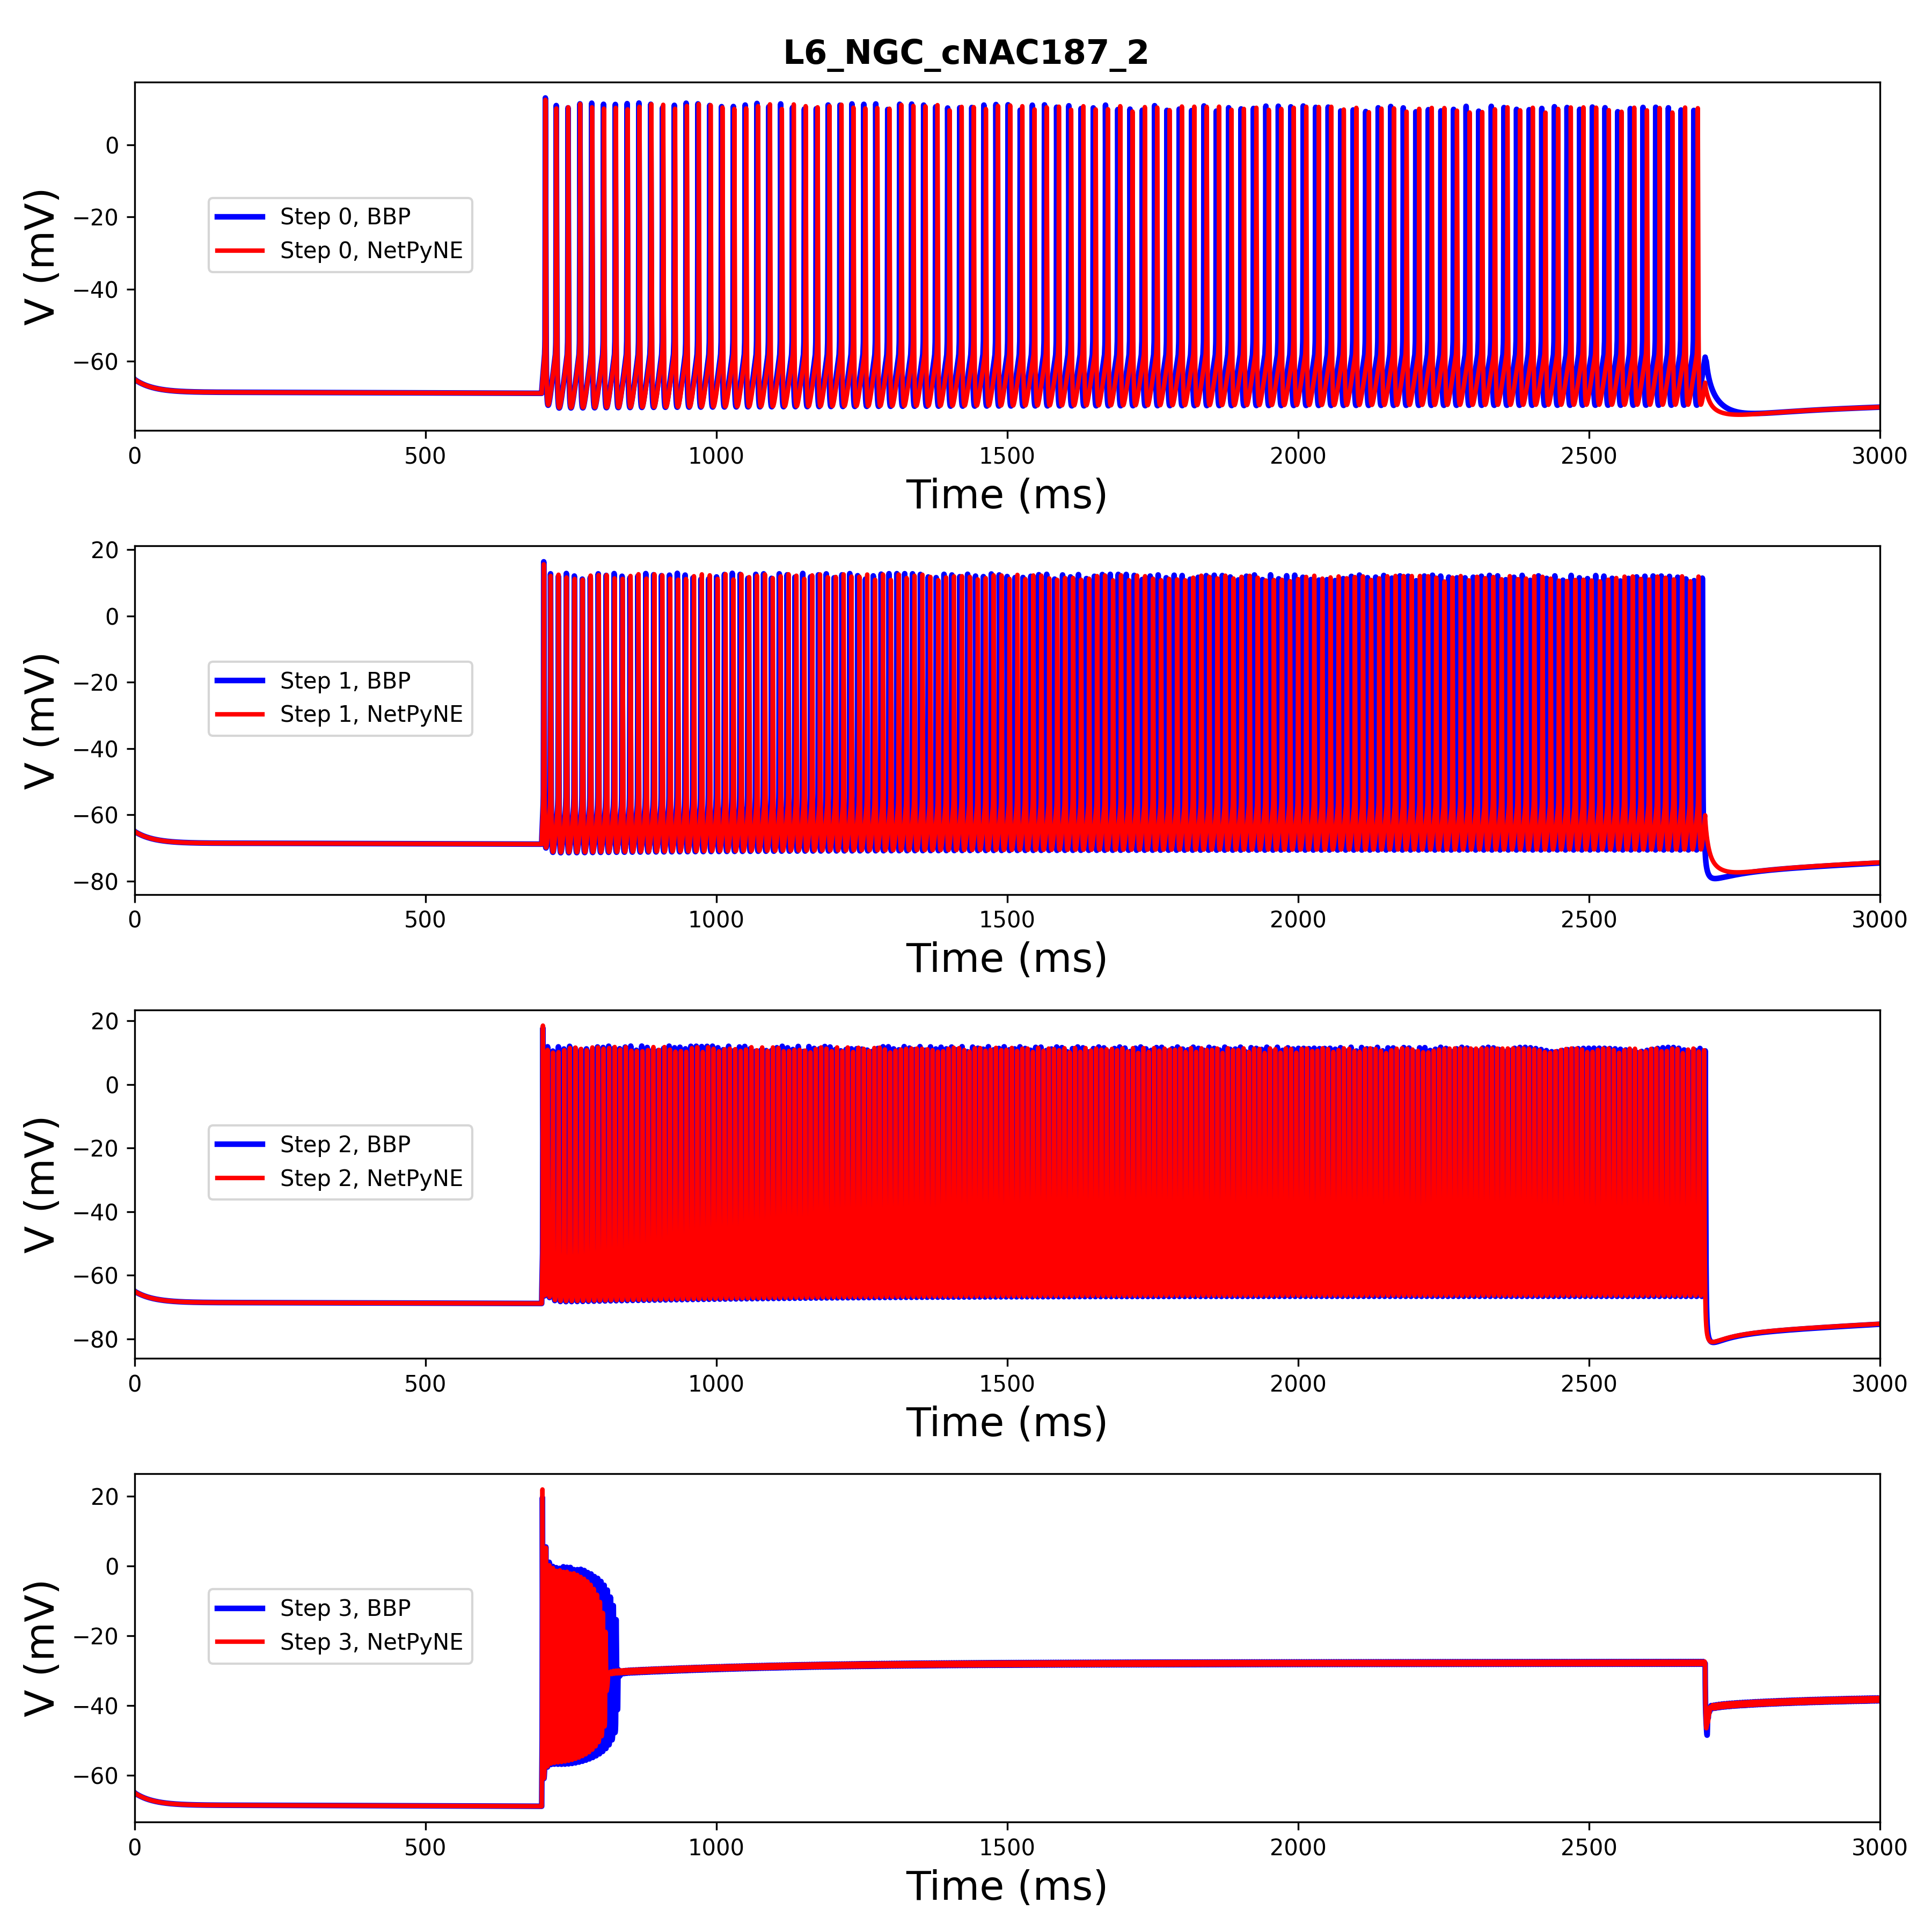 L6_NGC_cNAC187_2
V (mV)
0
−20
−40
−60
Step 0, BBP
Step 0, NetPyNE
0 500 1000 1500 2000 2500 3000
Time (ms)
V (mV)
20
0
−20
−40
−60
−80
Step 1, BBP
Step 1, NetPyNE
0 500 1000 1500 2000 2500 3000
Time (ms)
V (mV)
20
0
−20
−40
−60
−80
Step 2, BBP
Step 2, NetPyNE
0 500 1000 1500 2000 2500 3000
Time (ms)
V (mV)
20
0
−20
−40
−60
Step 3, BBP
Step 3, NetPyNE
0 500 1000 1500 2000 2500 3000
Time (ms)